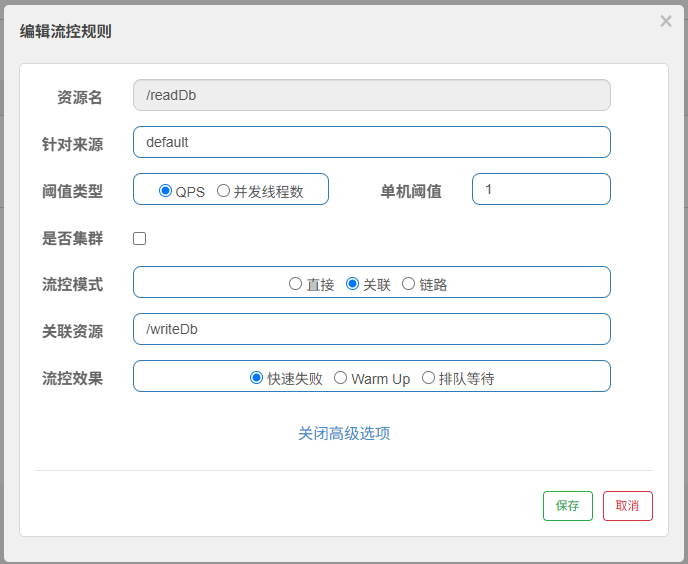 编辑流控规则 ×
资源名 /readDb
针对来源 default
阈值类型 QPS 并发线程数 单机阈值 1
是否集群
流控模式 直接 关联 链路
关联资源 /writeDb
流控效果 快速失败 Warm Up 排队等待
关闭高级选项
保存 取消